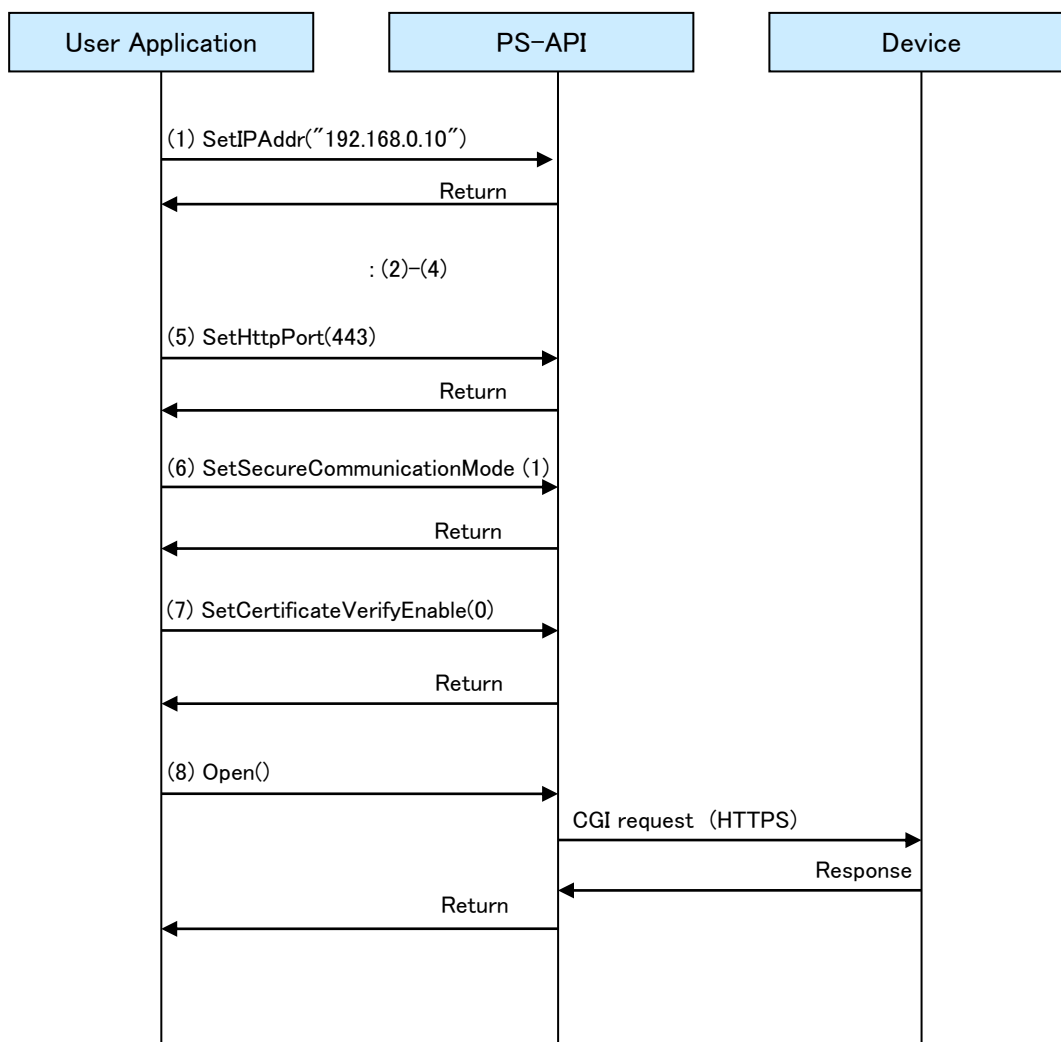 User Application
PS-API
Device
(1) SetIPAddr("192.168.0.10")
Return
: (2)-(4)
(5) SetHttpPort(443)
Return
(6) SetSecureCommunicationMode (1)
Return
(7) SetCertificateVerifyEnable(0)
Return
(8) Open()
CGI request (HTTPS)
Response
Return